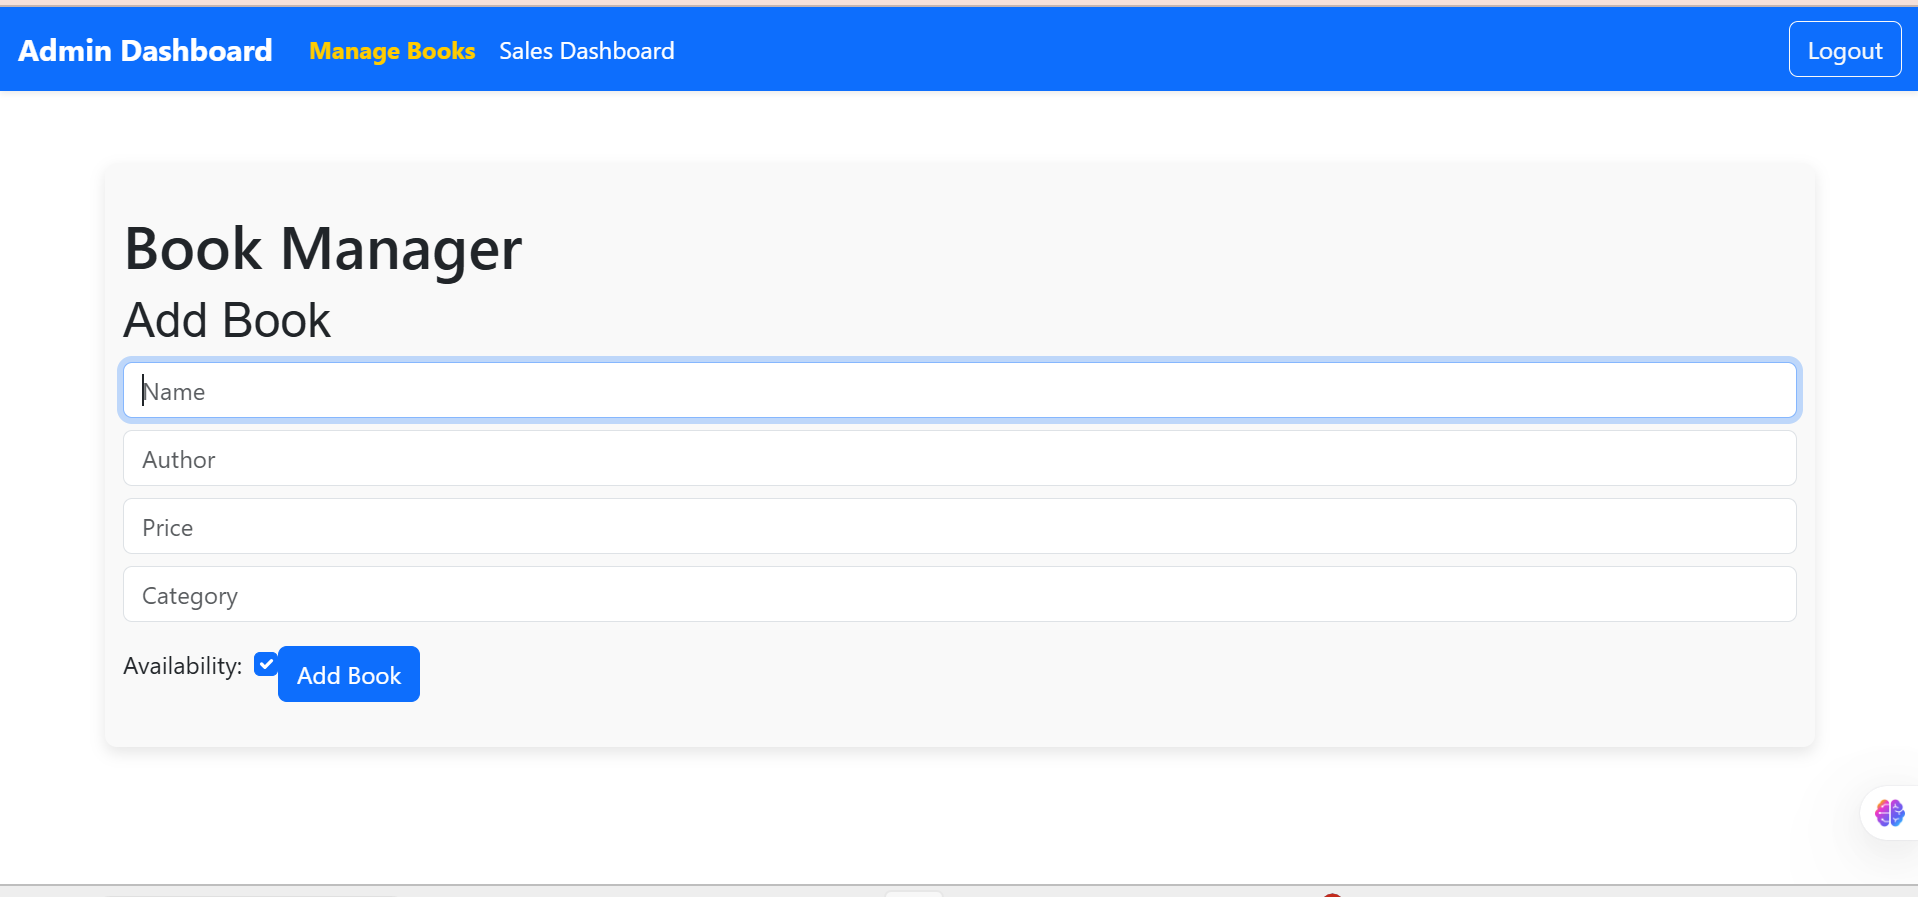 Admin Dashboard Manage Books Sales Dashboard Logout
Book Manager
Add Book
Name
Author
Price
Category
Availability: Add Book